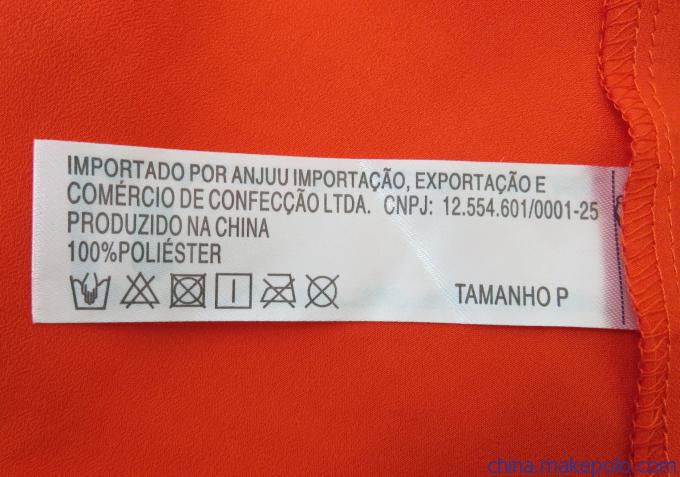 IMPORTADO POR ANJUU IMPORTAÇÃO, EXPORTAÇÃO E
COMÉRCIO DE CONFECÇÃO LTDA. CNPJ: 12.554.601/0001-25
PRODUZIDO NA CHINA
100%POLIÉSTER
TAMANHO P
china.makepolo.com